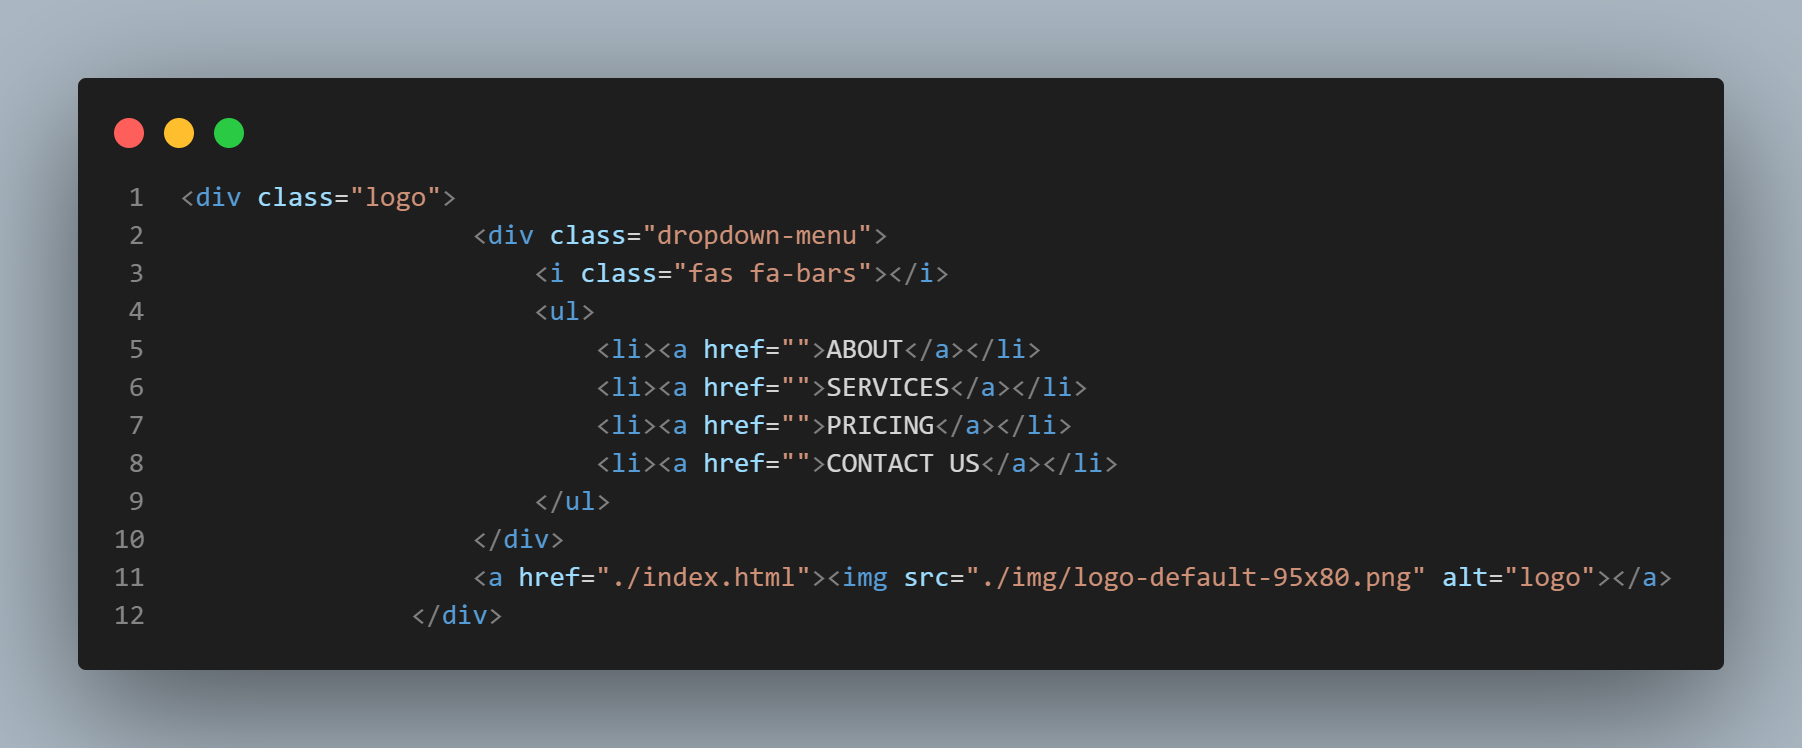 1 <div class="logo">
2                     <div class="dropdown-menu">
3                         <i class="fas fa-bars"></i>
4                         <ul>
5                             <li><a href="">ABOUT</a></li>
6                             <li><a href="">SERVICES</a></li>
7                             <li><a href="">PRICING</a></li>
8                             <li><a href="">CONTACT US</a></li>
9                         </ul>
10                     </div>
11                     <a href="./index.html"><img src="./img/logo-default-95x80.png" alt="logo"></a>
12                 </div>